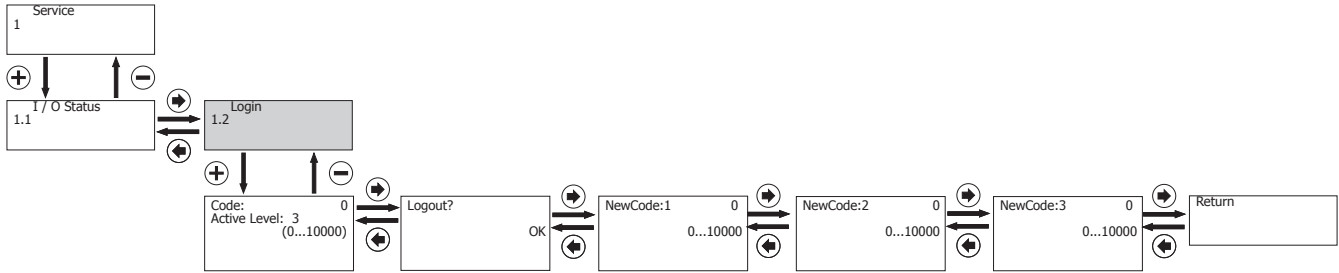 Service
1
I / O Status
1.1
Login
1.2
Code: 0
Active Level: 3
(0...10000)
Logout?
OK
NewCode:1 0
0...10000
NewCode:2 0
0...10000
NewCode:3 0
0...10000
Return